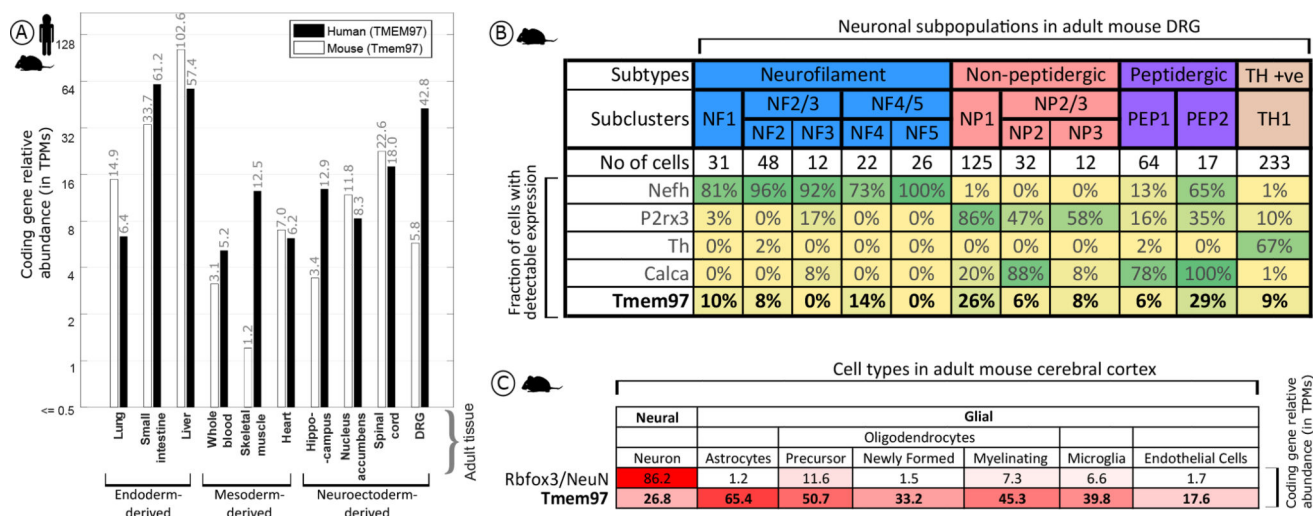 A
Coding gene relative
abundance (in TPMs)
128
64
32
16
8
4
2
1
<= 0.5
Human (TMEM97)
Mouse (Tmem97)
14.9
6.4
33.7
61.2
102.6
57.4
3.1
5.2
1.2
12.5
7.0
6.2
3.4
12.9
11.8
8.3
22.6
18.0
5.8
42.8
Lung
Small
intestine
Liver
Whole
blood
Skeletal
muscle
Heart
Hippo-
-campus
Nucleus
accumbens
Spinal
cord
DRG
Adult tissue
Endoderm-
derived
Mesoderm-
derived
Neuroectoderm-
derived
B
Neuronal subpopulations in adult mouse DRG
Subtypes Neurofilament Non-peptidergic Peptidergic TH +ve
Subclusters NF1 NF2/3 NF4/5 NP1 NP2/3 PEP1 PEP2 TH1
NF2 NF3 NF4 NF5 NP2 NP3
No of cells 31 48 12 22 26 125 32 12 64 17 233
Fraction of cells with
detectable expression
Nefh 81% 96% 92% 73% 100% 1% 0% 0% 13% 65% 1%
P2rx3 3% 0% 17% 0% 0% 86% 47% 58% 16% 35% 10%
Th 0% 2% 0% 0% 0% 0% 0% 0% 2% 0% 67%
Calca 0% 0% 8% 0% 0% 20% 88% 8% 78% 100% 1%
Tmem97 10% 8% 0% 14% 0% 26% 6% 8% 6% 29% 9%
C
Cell types in adult mouse cerebral cortex
Neural Glial
Oligodendrocytes
Neuron Astrocytes Precursor Newly Formed Myelinating Microglia Endothelial Cells
Rbfox3/NeuN 86.2 1.2 11.6 1.5 7.3 6.6 1.7
Tmem97 26.8 65.4 50.7 33.2 45.3 39.8 17.6
Coding gene relative
abundance (in TPMs)